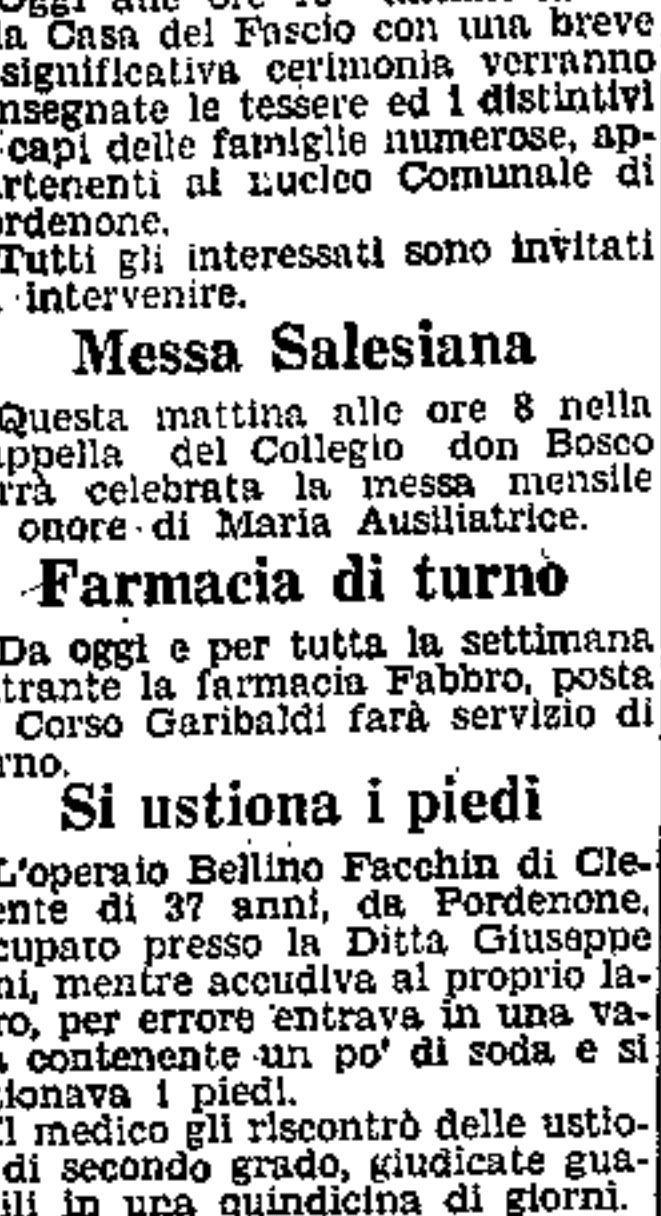 Oggi alle ore
la Casa del Fascio con una breve
significativa cerimonia verranno
nsegnate le tessere ed i distintivi
capi delle famiglie numerose, ap-
rtenenti al nucleo Comunale di
ordenone.
Tutti gli interessati sono invitati
intervenire.
Messa Salesiana
Questa mattina alle ore 8 nella
appella del Collegio don Bosco
rrà celebrata la messa mensile
onore di Maria Ausiliatrice.
Farmacia di turno
Da oggi e per tutta la settimana
trante la farmacia Fabbro, posta
Corso Garibaldi farà servizio di
rno.
Si ustiona i piedi
L'operaio Bellino Facchin di Cle-
ente di 37 anni, da Pordenone,
cupato presso la Ditta Giuseppe
ni, mentre accudiva al proprio la-
ro, per errore entrava in una va-
a contenente un po' di soda e si
tionava i piedi.
Il medico gli riscontrò delle ustio-
di secondo grado, giudicate gua-
ili in una quindicina di giorni.